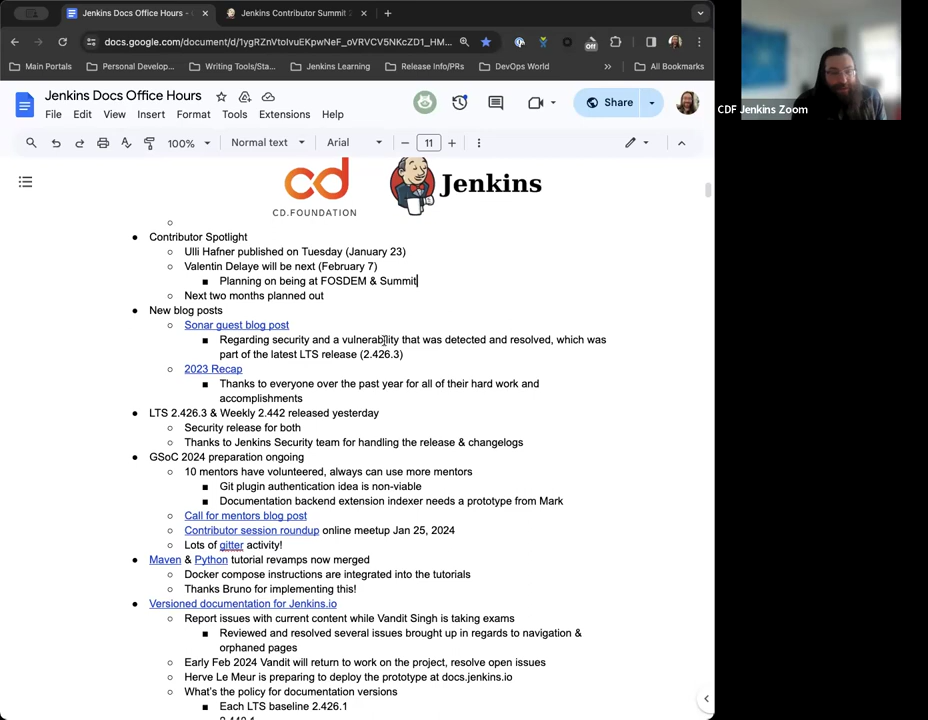 Jenkins Docs Office Hours -
Jenkins Contributor Summit 2
docs.google.com/document/d/1ygRZnVtoIvuEKpwNeF_oVRVCV5NKcZD1_HM...
Off
Main Portals
Personal Develop...
Writing Tools/Sta...
Jenkins Learning
Release Info/PRs
DevOps World
All Bookmarks
Jenkins Docs Office Hours
File Edit View Insert Format Tools Extensions Help
Share
100% Normal text Arial 11
CDF Jenkins Zoom
cd
CD.FOUNDATION
Jenkins
Contributor Spotlight
Ulli Hafner published on Tuesday (January 23)
Valentin Delaye will be next (February 7)
Planning on being at FOSDEM & Summit
Next two months planned out
New blog posts
Sonar guest blog post
Regarding security and a vulnerability that was detected and resolved, which was
part of the latest LTS release (2.426.3)
2023 Recap
Thanks to everyone over the past year for all of their hard work and
accomplishments
LTS 2.426.3 & Weekly 2.442 released yesterday
Security release for both
Thanks to Jenkins Security team for handling the release & changelogs
GSoC 2024 preparation ongoing
10 mentors have volunteered, always can use more mentors
Git plugin authentication idea is non-viable
Documentation backend extension indexer needs a prototype from Mark
Call for mentors blog post
Contributor session roundup online meetup Jan 25, 2024
Lots of gitter activity!
Maven & Python tutorial revamps now merged
Docker compose instructions are integrated into the tutorials
Thanks Bruno for implementing this!
Versioned documentation for Jenkins.io
Report issues with current content while Vandit Singh is taking exams
Reviewed and resolved several issues brought up in regards to navigation &
orphaned pages
Early Feb 2024 Vandit will return to work on the project, resolve open issues
Herve Le Meur is preparing to deploy the prototype at docs.jenkins.io
What's the policy for documentation versions
Each LTS baseline 2.426.1